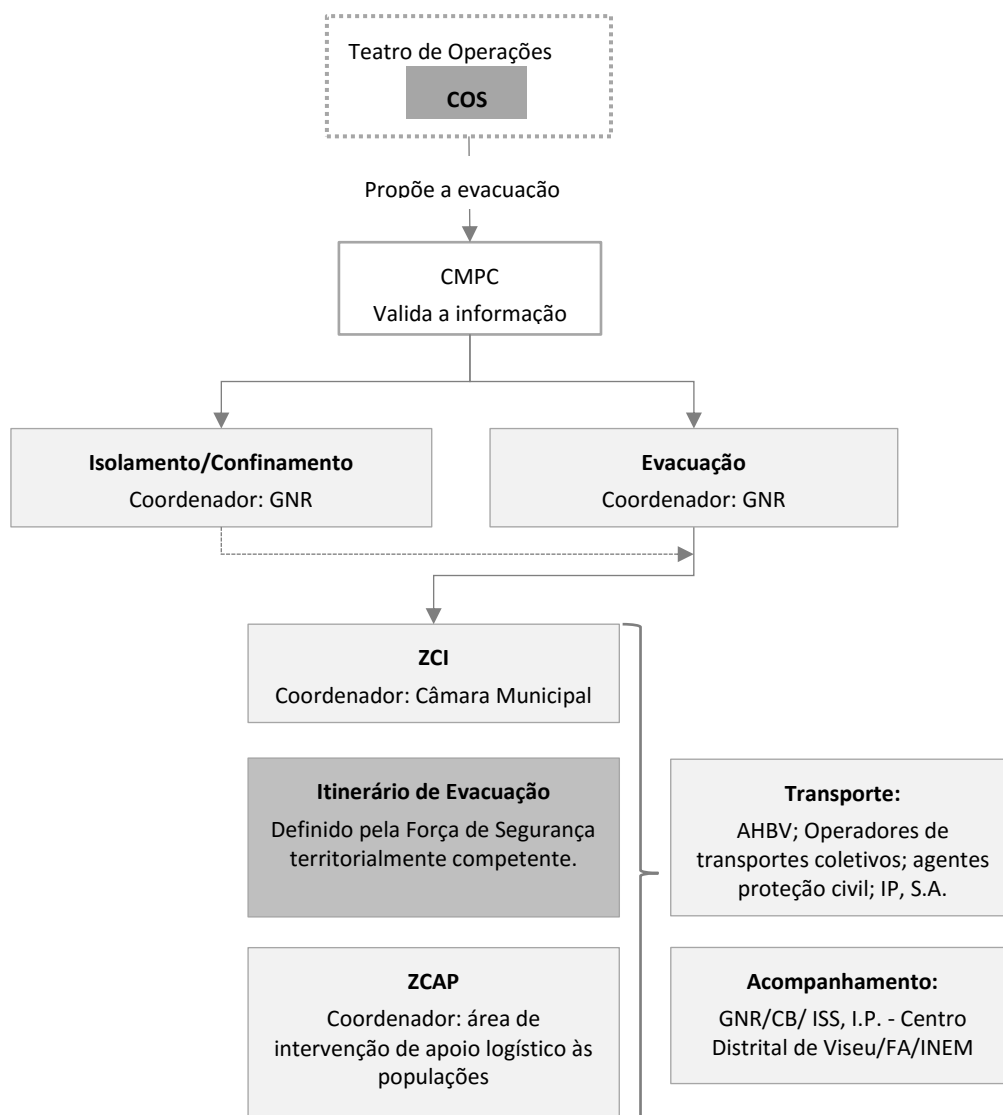 Teatro de Operações
COS
Propõe a evacuação
CMPC
Valida a informação
Isolamento/Confinamento
Coordenador: GNR
Evacuação
Coordenador: GNR
ZCI
Coordenador: Câmara Municipal
Itinerário de Evacuação
Definido pela Força de Segurança
territorialmente competente.
Transporte:
AHBV; Operadores de
transportes coletivos; agentes
proteção civil; IP, S.A.
ZCAP
Coordenador: área de
intervenção de apoio logístico às
populações
Acompanhamento:
GNR/CB/ ISS, I.P. - Centro
Distrital de Viseu/FA/INEM